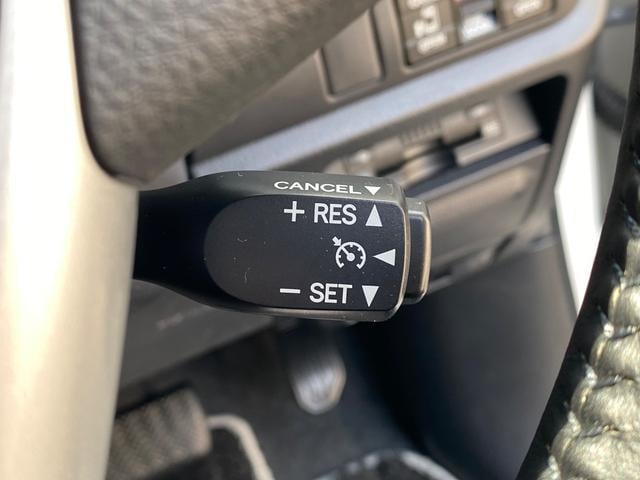 CANCEL ▼
+ RES ▲
◀
− SET ▼